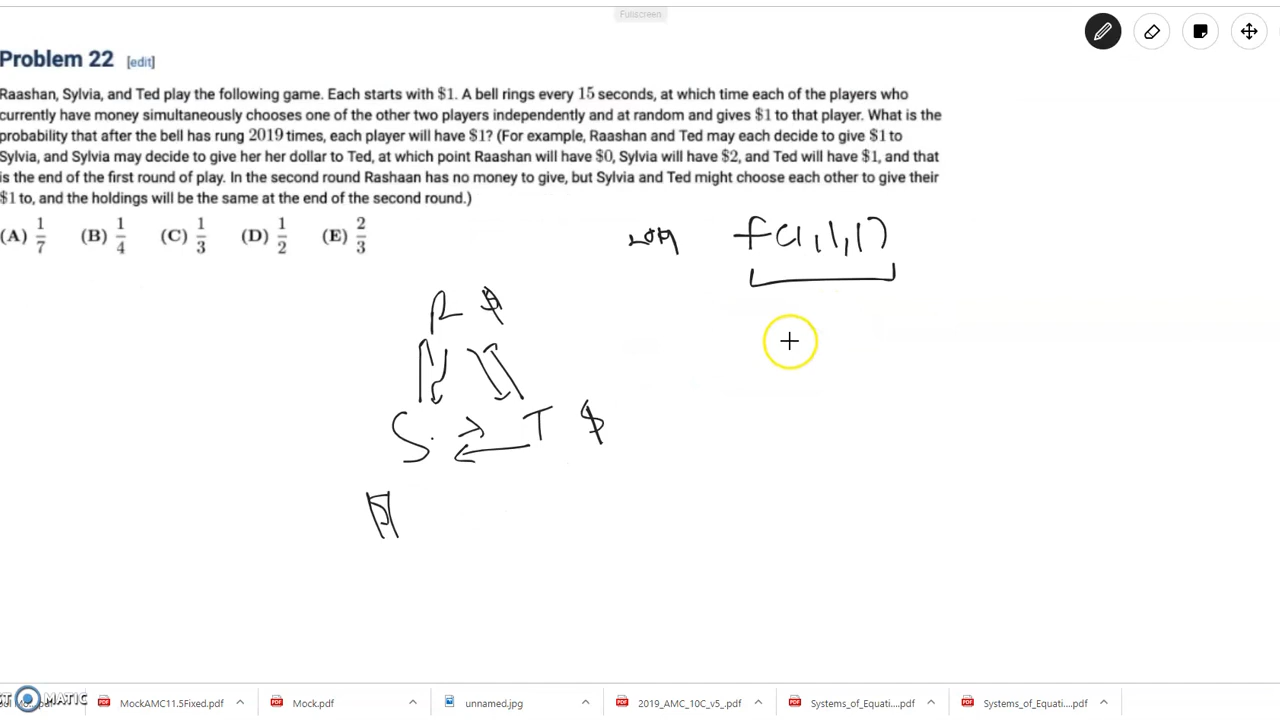 Fullscreen
Problem 22 [edit]
Raashan, Sylvia, and Ted play the following game. Each starts with $1. A bell rings every 15 seconds, at which time each of the players who
currently have money simultaneously chooses one of the other two players independently and at random and gives $1 to that player. What is the
probability that after the bell has rung 2019 times, each player will have $1? (For example, Raashan and Ted may each decide to give $1 to
Sylvia, and Sylvia may decide to give her her dollar to Ted, at which point Raashan will have $0, Sylvia will have $2, and Ted will have $1, and that
is the end of the first round of play. In the second round Rashaan has no money to give, but Sylvia and Ted might choose each other to give their
$1 to, and the holdings will be the same at the end of the second round.)
(A) 1/7 (B) 1/4 (C) 1/3 (D) 1/2 (E) 2/3
2019 f(1,1,1)
R $
S T $
MATIC
MockAMC11.5Fixed.pdf Mock.pdf unnamed.jpg 2019_AMC_10C_v5_.pdf Systems_of_Equati....pdf Systems_of_Equati....pdf